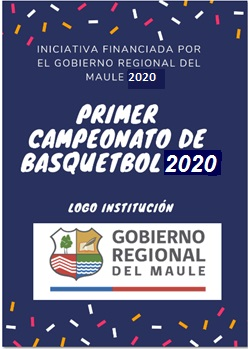 INICIATIVA FINANCIADA POR
EL GOBIERNO REGIONAL DEL
MAULE 2020
PRIMER
CAMPEONATO DE
BASQUETBOL 2020
LOGO INSTITUCIÓN
GOBIERNO
REGIONAL
DEL MAULE